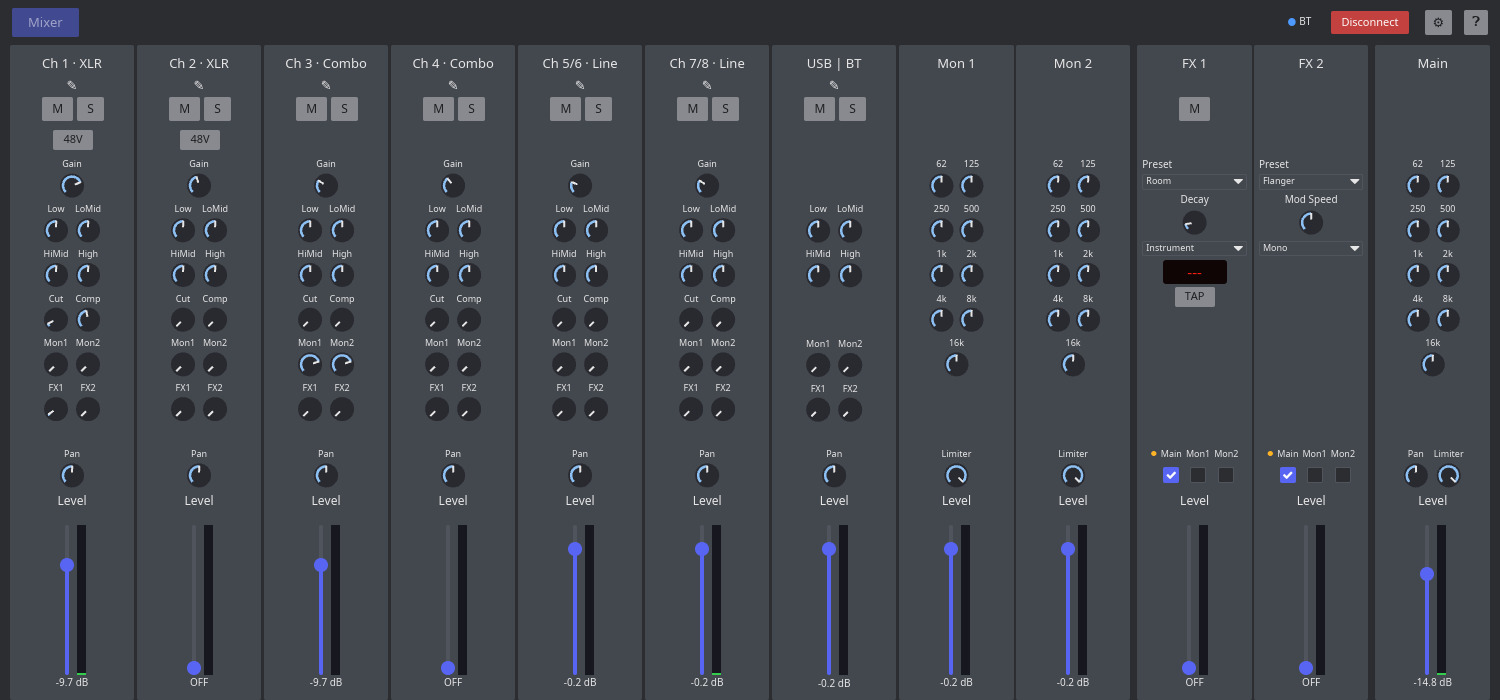 Mixer
BT Disconnect ⚙ ?
Ch 1 · XLR Ch 2 · XLR Ch 3 · Combo Ch 4 · Combo Ch 5/6 · Line Ch 7/8 · Line USB | BT Mon 1 Mon 2 FX 1 FX 2 Main
M S M S M S M S M S M S M S M
48V 48V
Gain Gain Gain Gain Gain Gain 62 125 62 125 Preset Preset 62 125
Room Flanger
Decay Mod Speed
Low LoMid Low LoMid Low LoMid Low LoMid Low LoMid Low LoMid Low LoMid 250 500 250 500 250 500
Instrument Mono
HiMid High HiMid High HiMid High HiMid High HiMid High HiMid High HiMid High 1k 2k 1k 2k 1k 2k
---
TAP
Cut Comp Cut Comp Cut Comp Cut Comp Cut Comp Cut Comp 4k 8k 4k 8k 4k 8k
Mon1 Mon2 Mon1 Mon2 Mon1 Mon2 Mon1 Mon2 Mon1 Mon2 Mon1 Mon2 Mon1 Mon2 16k 16k 16k
FX1 FX2 FX1 FX2 FX1 FX2 FX1 FX2 FX1 FX2 FX1 FX2 FX1 FX2
Pan Pan Pan Pan Pan Pan Pan Limiter Limiter Main Mon1 Mon2 Main Mon1 Mon2 Pan Limiter
Level Level Level Level Level Level Level Level Level Level Level Level
-9.7 dB OFF -9.7 dB OFF -0.2 dB -0.2 dB -0.2 dB -0.2 dB -0.2 dB OFF OFF -14.8 dB